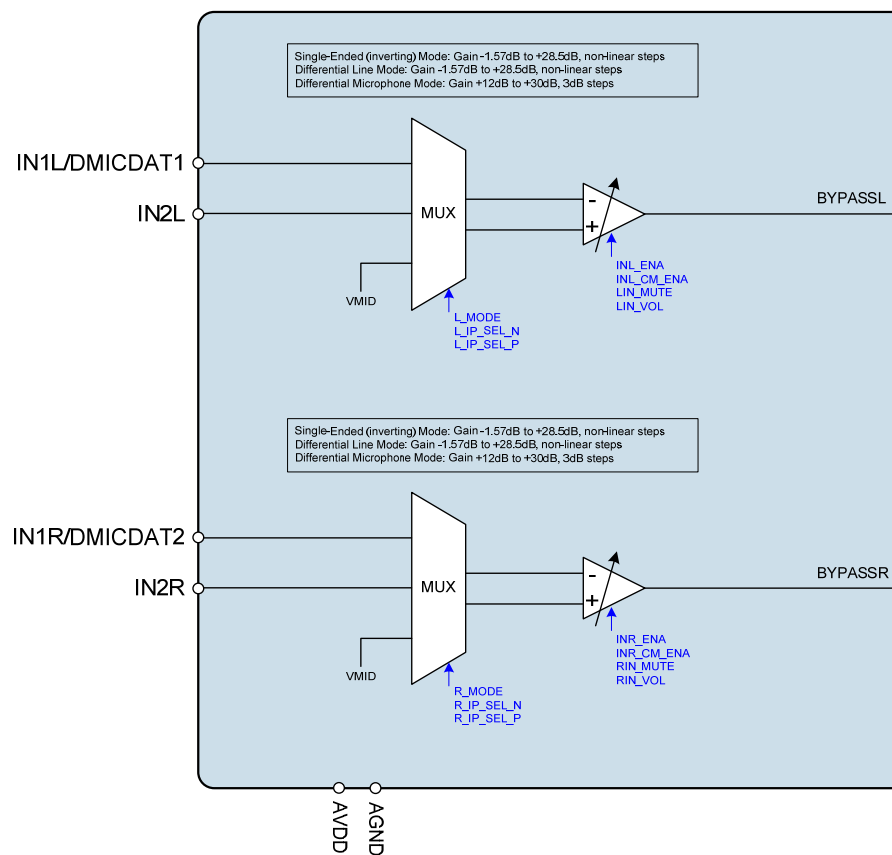 Single-Ended (inverting) Mode: Gain -1.57dB to +28.5dB, non-linear steps
Differential Line Mode: Gain -1.57dB to +28.5dB, non-linear steps
Differential Microphone Mode: Gain +12dB to +30dB, 3dB steps
IN1L/DMICDAT1
IN2L
MUX
-
+
BYPASSL
VMID
INL_ENA
INL_CM_ENA
LIN_MUTE
LIN_VOL
L_MODE
L_IP_SEL_N
L_IP_SEL_P
Single-Ended (inverting) Mode: Gain -1.57dB to +28.5dB, non-linear steps
Differential Line Mode: Gain -1.57dB to +28.5dB, non-linear steps
Differential Microphone Mode: Gain +12dB to +30dB, 3dB steps
IN1R/DMICDAT2
IN2R
MUX
-
+
BYPASSR
VMID
INR_ENA
INR_CM_ENA
RIN_MUTE
RIN_VOL
R_MODE
R_IP_SEL_N
R_IP_SEL_P
AVDD
AGND